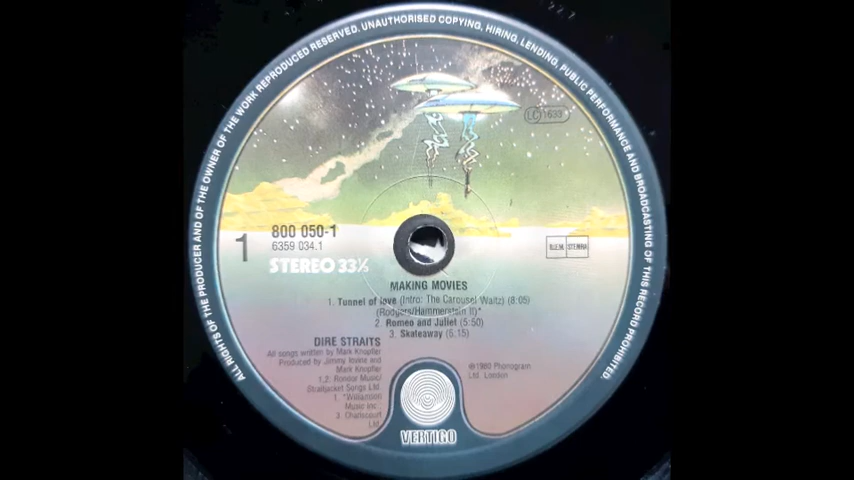 ALL RIGHTS OF THE PRODUCER AND OF THE OWNER OF THE WORK REPRODUCED RESERVED. UNAUTHORISED COPYING, HIRING, LENDING, PUBLIC PERFORMANCE AND BROADCASTING OF THIS RECORD PROHIBITED.
LC 1633
1
800 050-1
6359 034.1
STEREO 33⅓
BIEM STEMRA
MAKING MOVIES
1. Tunnel of love (Intro: The Carousel Waltz) (8:05)
(Rodgers/Hammerstein II)*
2. Romeo and Juliet (5:50)
3. Skateaway (6:15)
DIRE STRAITS
All songs written by Mark Knopfler
Produced by Jimmy Iovine and
Mark Knopfler
1,2. Rondor Music/
Straitjacket Songs Ltd.
1. *Williamson
Music Inc.
3. Chariscourt
Ltd.
℗1980 Phonogram
Ltd. London
VERTIGO